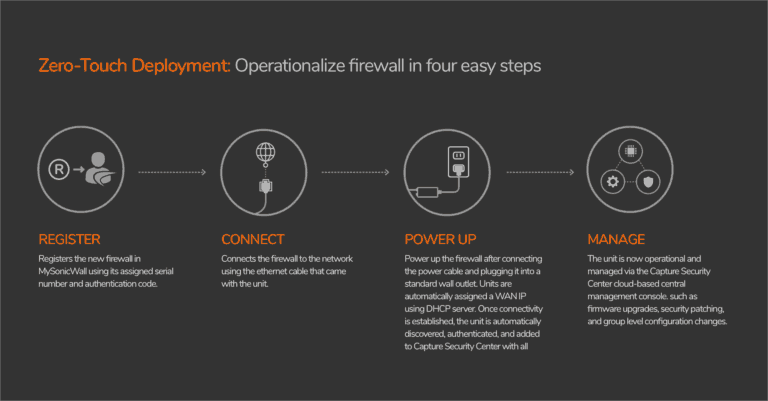 Zero-Touch Deployment: Operationalize firewall in four easy steps
R
REGISTER
Registers the new firewall in
MySonicWall using its assigned serial
number and authentication code.
CONNECT
Connects the firewall to the network
using the ethernet cable that came
with the unit.
POWER UP
Power up the firewall after connecting
the power cable and plugging it into a
standard wall outlet. Units are
automatically assigned a WAN IP
using DHCP server. Once connectivity
is established, the unit is automatically
discovered, authenticated, and added
to Capture Security Center with all
MANAGE
The unit is now operational and
managed via the Capture Security
Center cloud-based central
management console. such as
firmware upgrades, security patching,
and group level configuration changes.